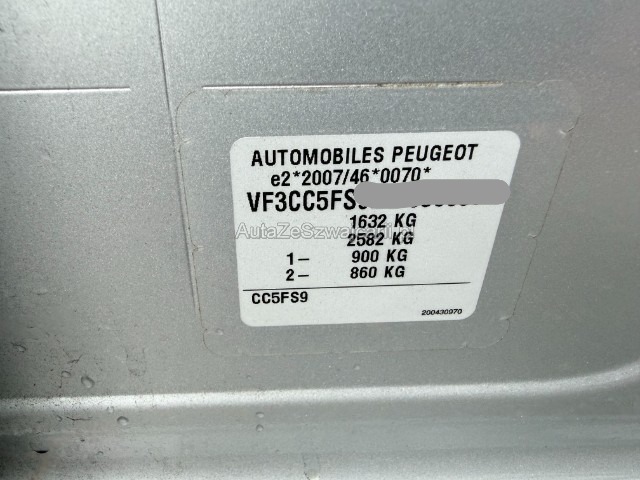 AUTOMOBILES PEUGEOT
e2*2007/46*0070*
VF3CC5FS
1632 KG
AutaZeSzwajcarii.pl
2582 KG
1– 900 KG
2– 860 KG
CC5FS9
200430970